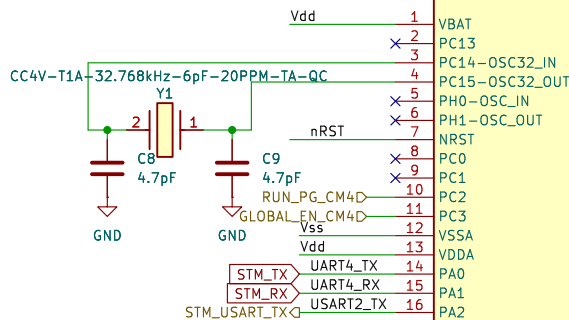 Vdd 1 VBAT
2 PC13
3 PC14-OSC32_IN
CC4V-T1A-32.768kHz-6pF-20PPM-TA-QC 4 PC15-OSC32_OUT
Y1
5 PH0-OSC_IN
2 1 6 PH1-OSC_OUT
nRST 7 NRST
C8 C9 8 PC0
4.7pF 4.7pF 9 PC1
RUN_PG_CM4 10 PC2
GLOBAL_EN_CM4 11 PC3
GND GND Vss 12 VSSA
Vdd 13 VDDA
STM_TX UART4_TX 14 PA0
STM_RX UART4_RX 15 PA1
STM_USART_TX USART2_TX 16 PA2